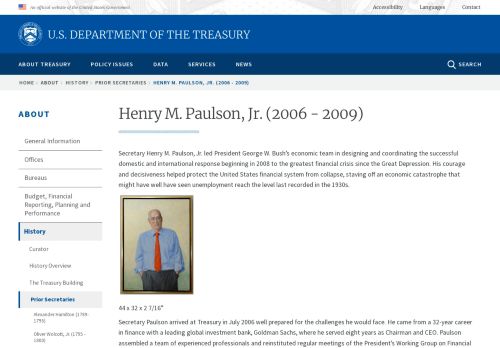 An official website of the United States Government
Accessibility
Languages
Contact
U.S. DEPARTMENT OF THE TREASURY
ABOUT TREASURY
POLICY ISSUES
DATA
SERVICES
NEWS
SEARCH
HOME › ABOUT › HISTORY › PRIOR SECRETARIES › HENRY M. PAULSON, JR. (2006 - 2009)
ABOUT
General Information
Offices
Bureaus
Budget, Financial
Reporting, Planning and
Performance
History
Curator
History Overview
The Treasury Building
Prior Secretaries
Alexander Hamilton (1789 -
1795)
Oliver Wolcott, Jr. (1795 -
1800)
Henry M. Paulson, Jr. (2006 - 2009)
Secretary Henry M. Paulson, Jr. led President George W. Bush's economic team in designing and coordinating the successful
domestic and international response beginning in 2008 to the greatest financial crisis since the Great Depression. His courage
and decisiveness helped protect the United States financial system from collapse, staving off an economic catastrophe that
might have well have seen unemployment reach the level last recorded in the 1930s.
44 x 32 x 2 7/16"
Secretary Paulson arrived at Treasury in July 2006 well prepared for the challenges he would face. He came from a 32-year career
in finance with a leading global investment bank, Goldman Sachs, where he served eight years as Chairman and CEO. Paulson
assembled a team of experienced professionals and reinstituted regular meetings of the President's Working Group on Financial